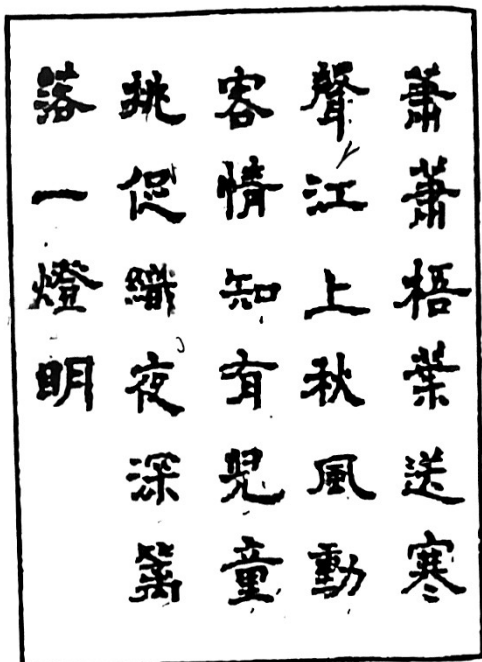 蕭蕭梧葉送寒
聲江上秋風動
客情知有兒童
挑促織夜深籬
落一燈明